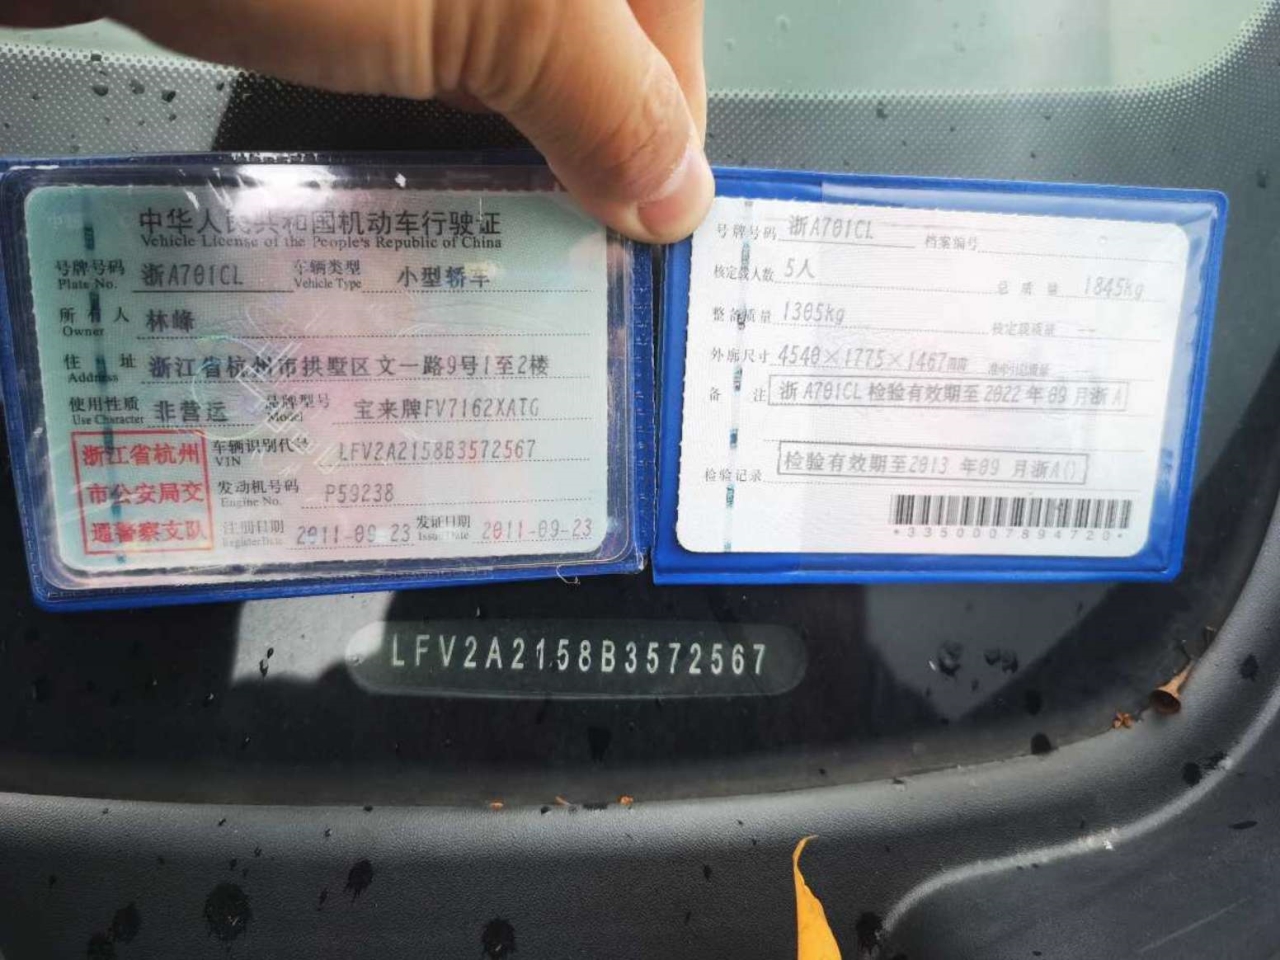 中华人民共和国机动车行驶证
Vehicle License of the People's Republic of China
号牌号码 浙A701CL 车辆类型 小型轿车
Plate No. Vehicle Type
所有人 林峰
Owner
住址 浙江省杭州市拱墅区文一路9号1至2楼
Address
使用性质 非营运 品牌型号 宝来牌FV7162XATG
Use Character Model
浙江省杭州
市公安局交
通警察支队
车辆识别代号 LFV2A2158B3572567
VIN
发动机号码 P59238
Engine No.
注册日期 2011-09-23 发证日期 2011-09-23
Register Date Issue Date
号牌号码 浙A701CL 档案编号
核定载人数 5人 总质量 1845kg
整备质量 1305kg 核定载质量 --
外廓尺寸 4540×1775×1467 准牵引总质量
备注 浙A701CL检验有效期至2022年09月浙A
检验记录 检验有效期至2013年09月浙A()
*3350007894720*
LFV2A2158B3572567